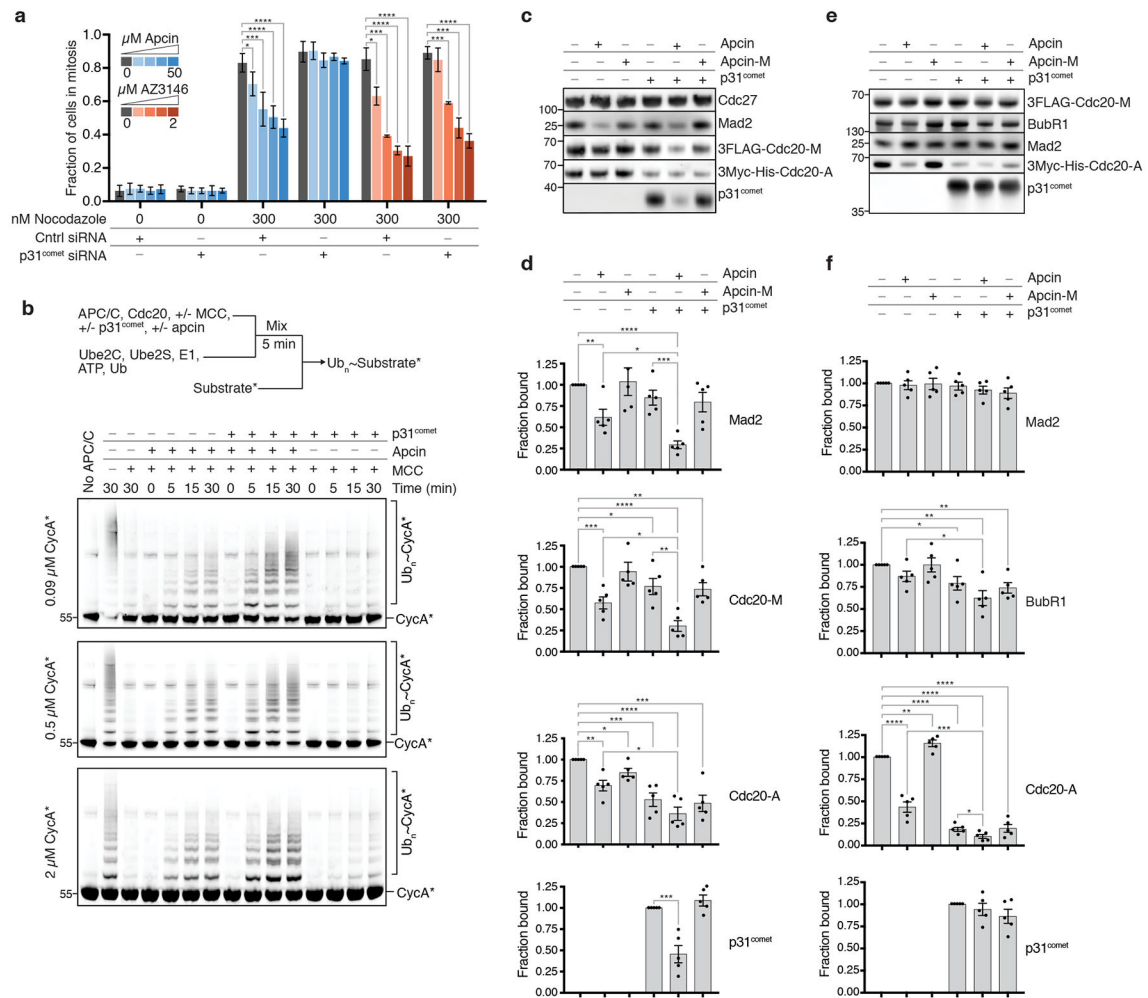 a
Fraction of cells in mitosis
1.0
0.8
0.6
0.4
0.2
0.0
µM Apcin
0 50
µM AZ3146
0 2
* *** **** ****
* *** **** ****
*** **** ****
nM Nocodazole 0 0 300 300 300 300
Cntrl siRNA + – + – + –
p31comet siRNA – + – + – +
b
APC/C, Cdc20, +/- MCC,
+/- p31comet, +/- apcin
Ube2C, Ube2S, E1,
ATP, Ub
Mix
5 min
Substrate*
Ubn~Substrate*
No APC/C
– – – – – – + + + + + + + + p31comet
– – + + + + + + + + – – – – Apcin
– + + + + + + + + + + + + + MCC
30 30 0 5 15 30 0 5 15 30 0 5 15 30 Time (min)
0.09 µM CycA*
55
Ubn~CycA*
CycA*
0.5 µM CycA*
55
Ubn~CycA*
CycA*
2 µM CycA*
55
Ubn~CycA*
CycA*
c
– + – – + – Apcin
– – + – – + Apcin-M
– – – + + + p31comet
100
25
70
55
40
Cdc27
Mad2
3FLAG-Cdc20-M
3Myc-His-Cdc20-A
p31comet
d
– + – – + – Apcin
– – + – – + Apcin-M
– – – + + + p31comet
Fraction bound
1.25
1.00
0.75
0.50
0.25
0.00
****
** *
***
Mad2
Fraction bound
1.25
1.00
0.75
0.50
0.25
0.00
**
****
*
*** *
**
Cdc20-M
Fraction bound
1.25
1.00
0.75
0.50
0.25
0.00
***
****
***
*
** *
Cdc20-A
Fraction bound
1.25
1.00
0.75
0.50
0.25
0.00
***
p31comet
e
– + – – + – Apcin
– – + – – + Apcin-M
– – – + + + p31comet
70
130
25
70
35
3FLAG-Cdc20-M
BubR1
Mad2
3Myc-His-Cdc20-A
p31comet
f
– + – – + – Apcin
– – + – – + Apcin-M
– – – + + + p31comet
Fraction bound
1.25
1.00
0.75
0.50
0.25
0.00
Mad2
Fraction bound
1.25
1.00
0.75
0.50
0.25
0.00
**
**
*
*
BubR1
Fraction bound
1.25
1.00
0.75
0.50
0.25
0.00
****
****
****
**
**** ***
*
Cdc20-A
Fraction bound
1.25
1.00
0.75
0.50
0.25
0.00
p31comet